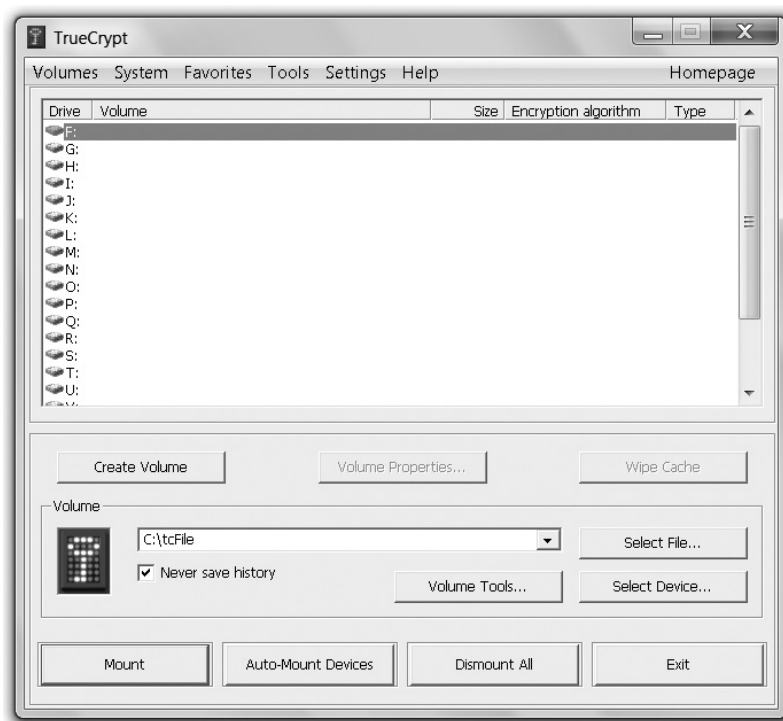 TrueCrypt
Volumes System Favorites Tools Settings Help Homepage
Drive Volume Size Encryption algorithm Type
F:
G:
H:
I:
J:
K:
L:
M:
N:
O:
P:
Q:
R:
S:
T:
U:
Create Volume Volume Properties... Wipe Cache
Volume
C:\tcFile Select File...
Never save history
Volume Tools... Select Device...
Mount Auto-Mount Devices Dismount All Exit